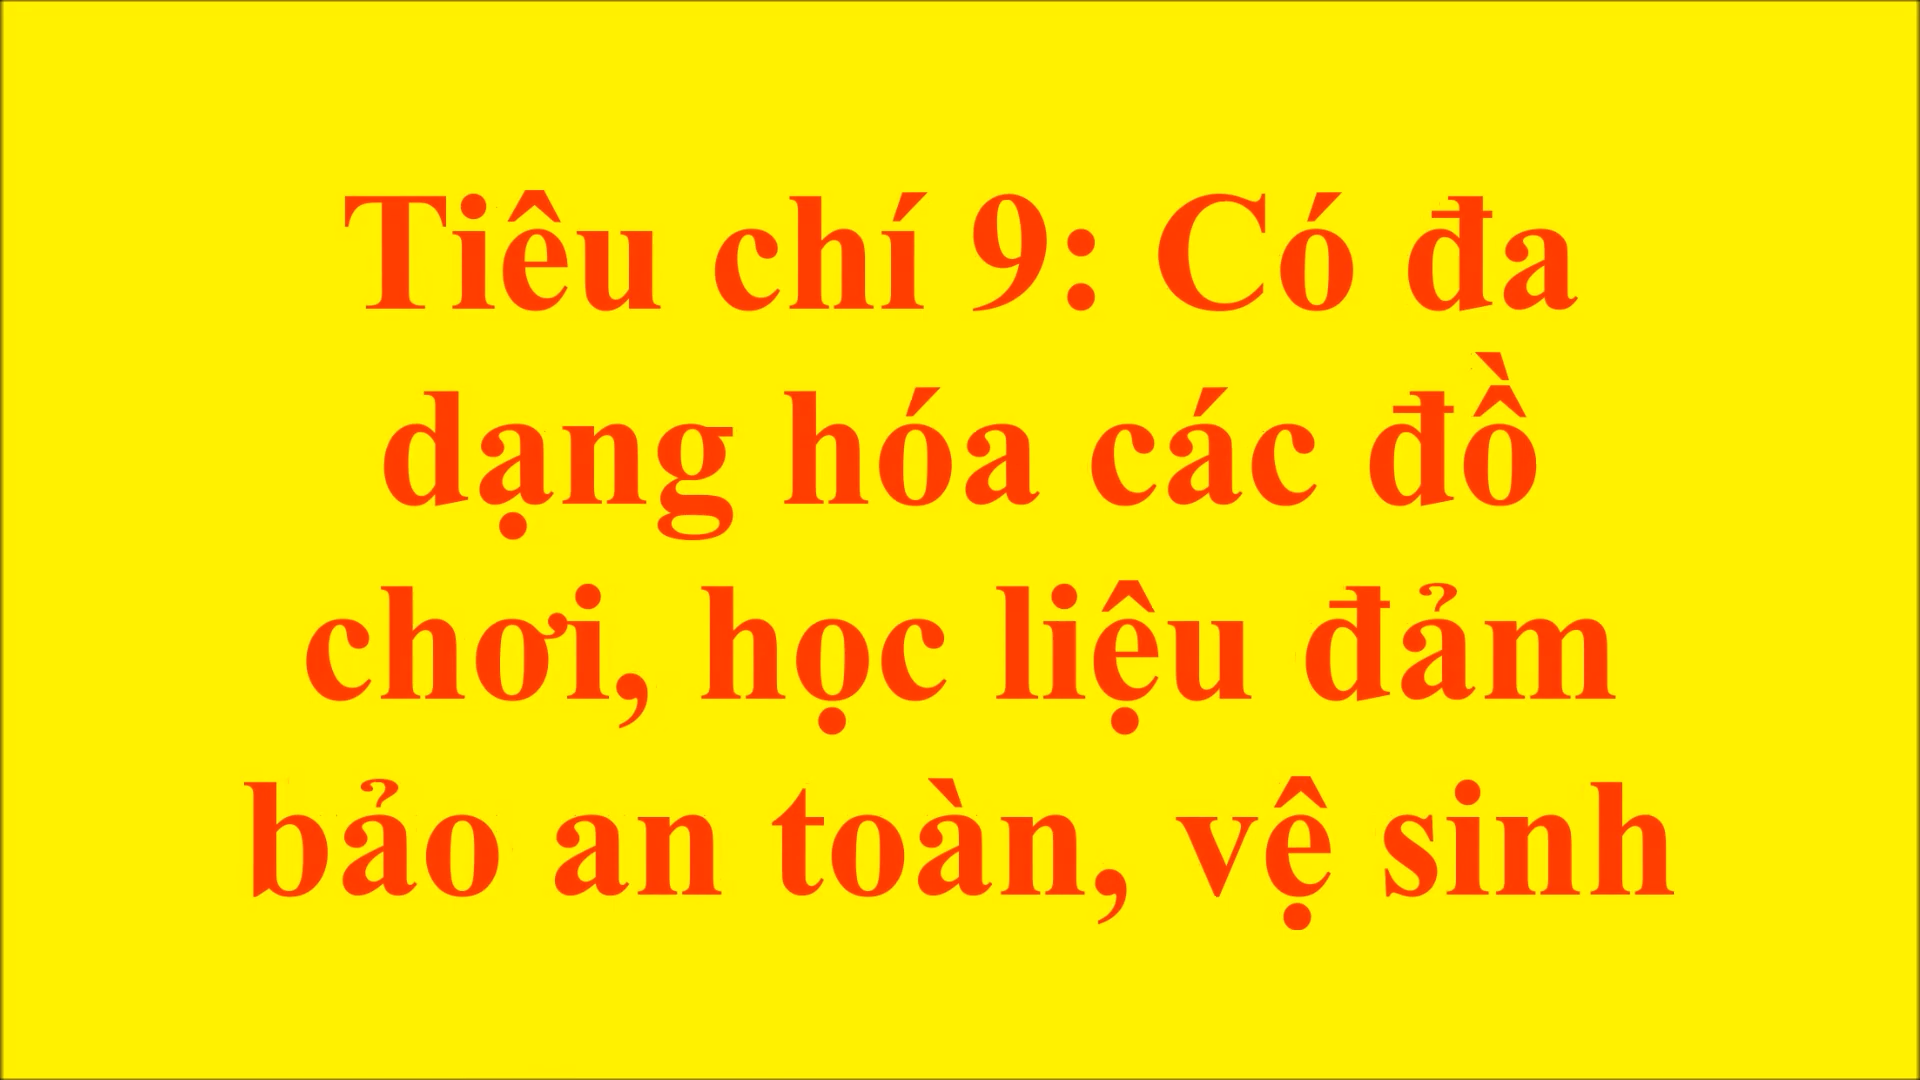 Tiêu chí 9: Có đa
dạng hóa các đồ
chơi, học liệu đảm
bảo an toàn, vệ sinh